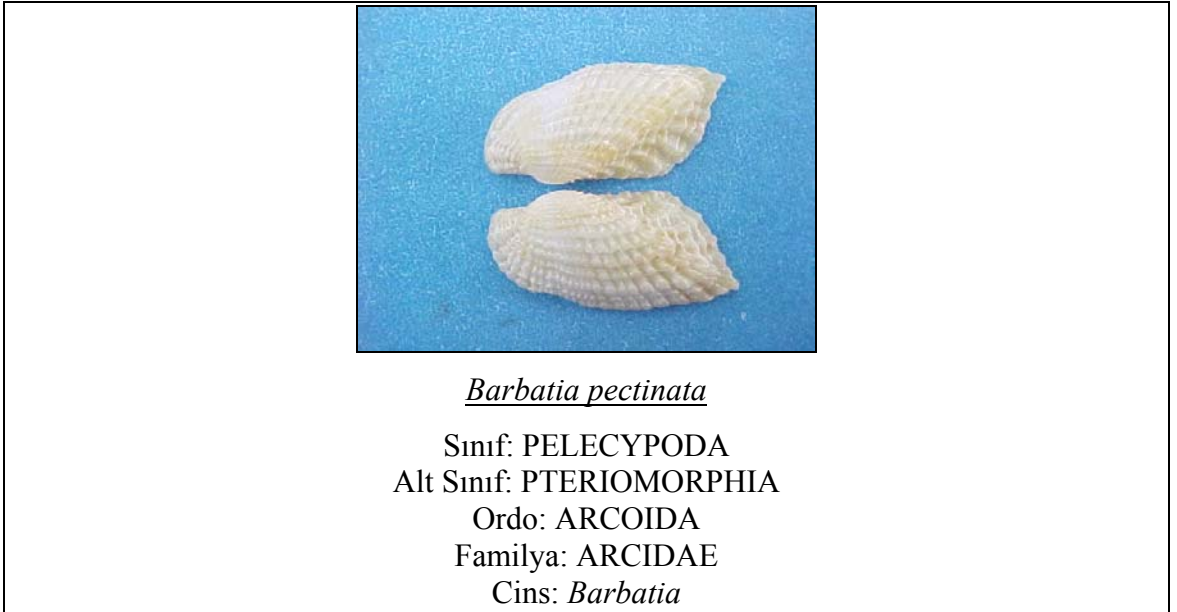 Barbatia pectinata
Sınıf: PELECYPODA
Alt Sınıf: PTERIOMORPHIA
Ordo: ARCOIDA
Familya: ARCIDAE
Cins: Barbatia